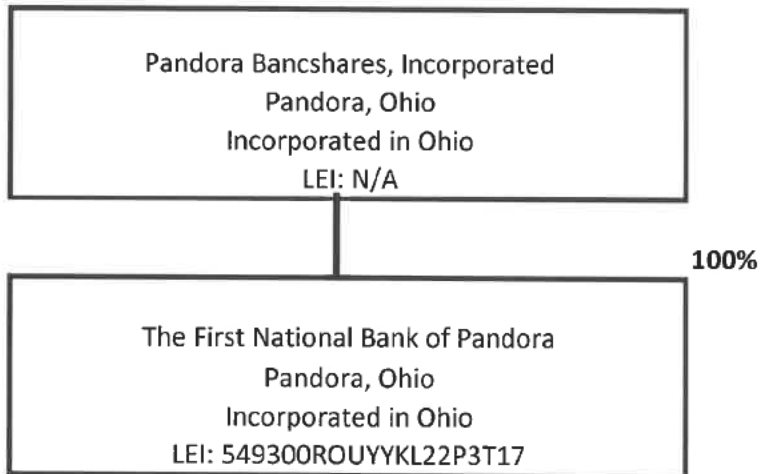 Pandora Bancshares, Incorporated
Pandora, Ohio
Incorporated in Ohio
LEI: N/A
100%
The First National Bank of Pandora
Pandora, Ohio
Incorporated in Ohio
LEI: 549300ROUYYKL22P3T17